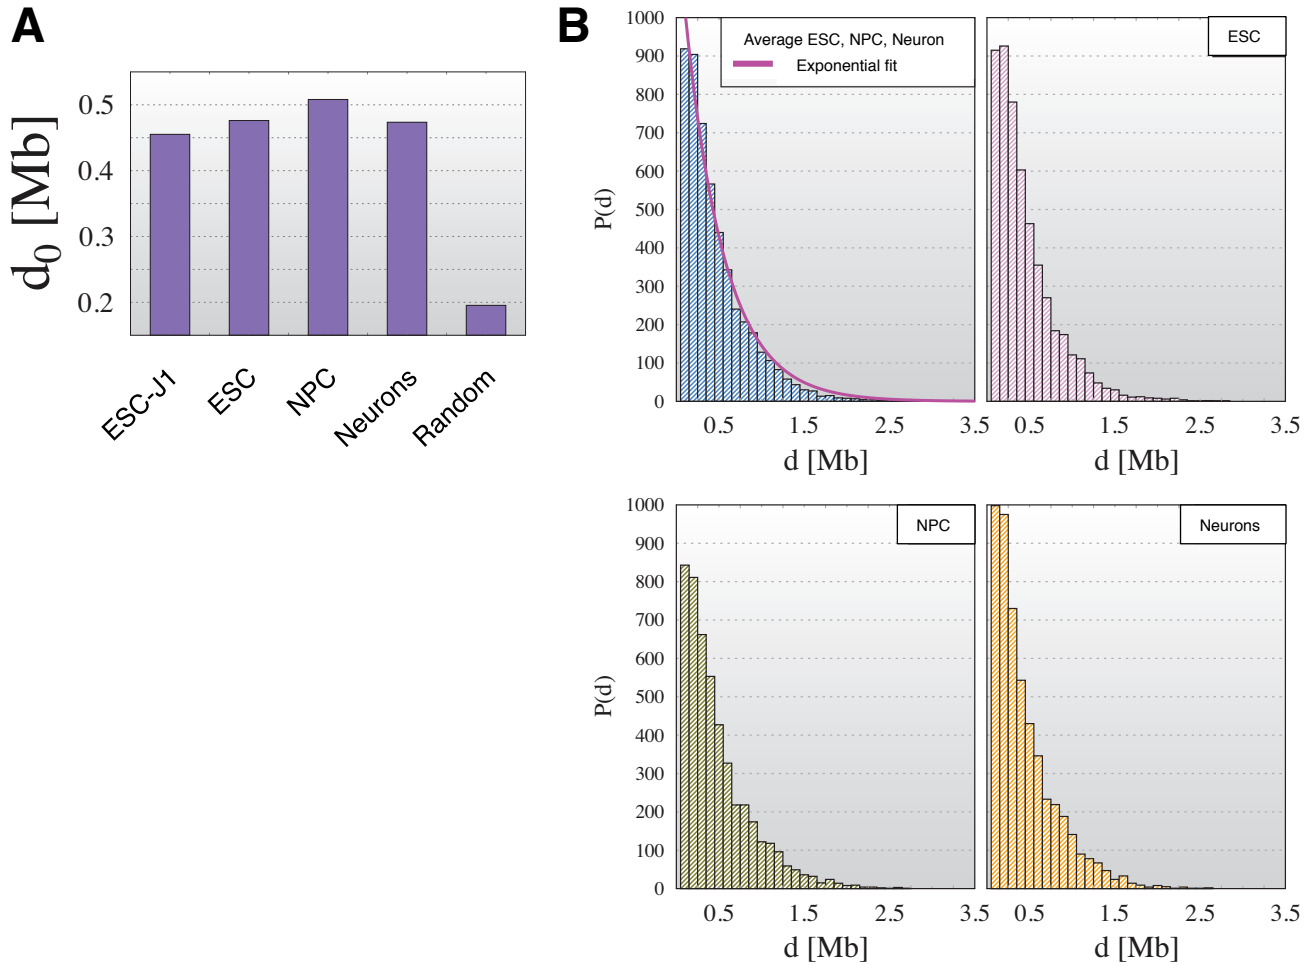 A
d0 [Mb]
0.5
0.4
0.3
0.2
ESC-J1
ESC
NPC
Neurons
Random
B
P(d)
1000
900
800
700
600
500
400
300
200
100
0
Average ESC, NPC, Neuron
Exponential fit
0.5 1.5 2.5 3.5
d [Mb]
ESC
0.5 1.5 2.5 3.5
d [Mb]
P(d)
1000
900
800
700
600
500
400
300
200
100
0
NPC
0.5 1.5 2.5 3.5
d [Mb]
Neurons
0.5 1.5 2.5 3.5
d [Mb]